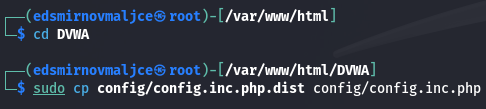 ┌──(edsmirnovmaljce㉿root)-[/var/www/html]
└─$ cd DVWA
┌──(edsmirnovmaljce㉿root)-[/var/www/html/DVWA]
└─$ sudo cp config/config.inc.php.dist config/config.inc.php